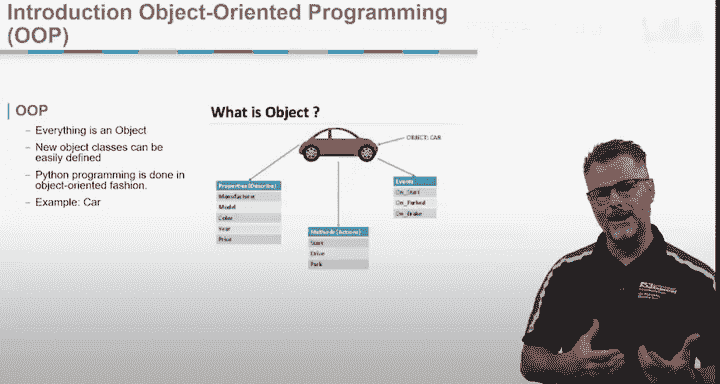 Introduction Object-Oriented Programming
(OOP)
OOP
– Everything is an Object
– New object classes can be
easily defined
– Python programming is done in
object-oriented fashion.
– Example: Car
What is Object ?
OBJECT: CAR
Properties (Describe)
Manufacturer
Model
Color
Year
Price
Methods (Actions)
Start
Drive
Park
Events
On_Start
On_Parked
On_Brake